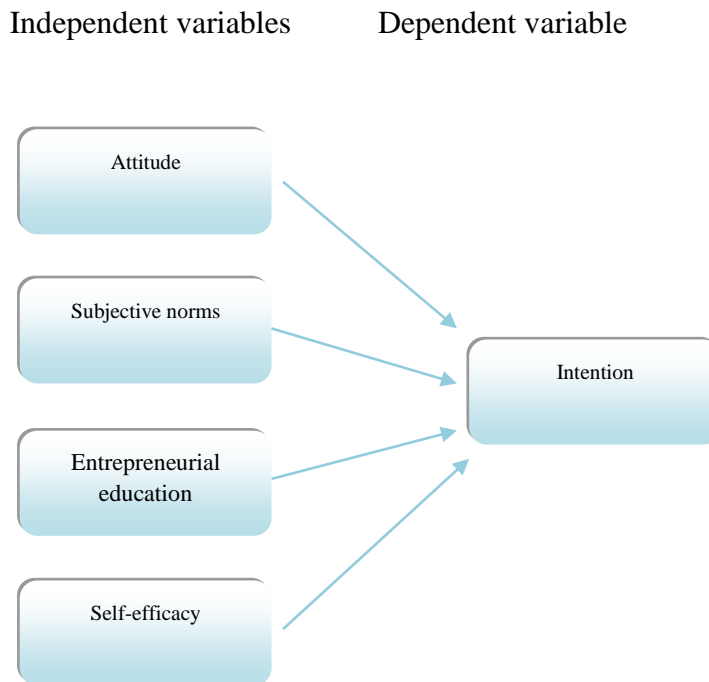 Independent variables
Dependent variable
Attitude
Subjective norms
Entrepreneurial
education
Self-efficacy
Intention